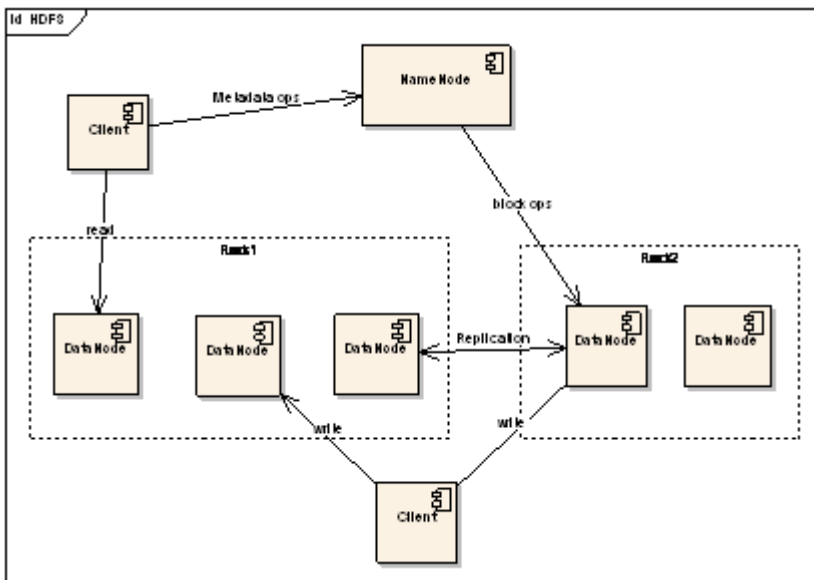 id HDFS
Name Node
Metadata ops
Client
block ops
read
Rack1
Rack2
Data Node
Data Node
Data Node
Replication
Data Node
Data Node
write
write
Client